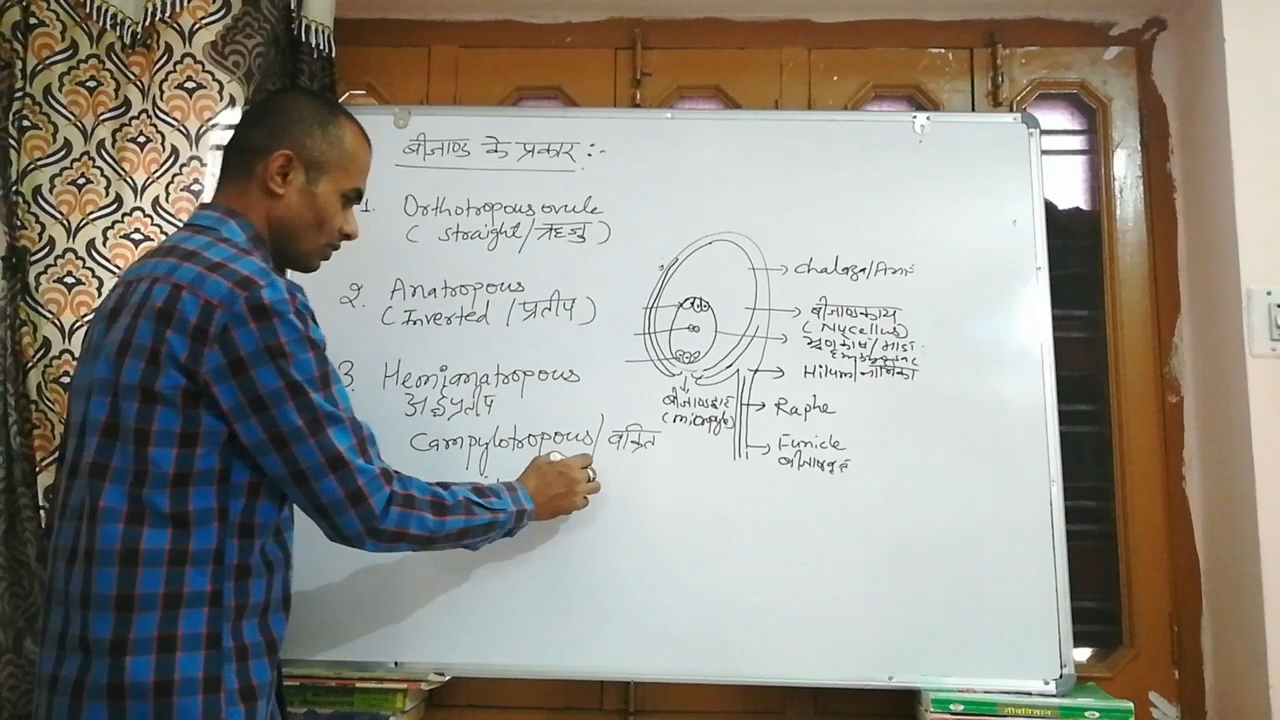 बीजाण्ड के प्रकार :-
1. Orthotropous ovule
( straight/ऋजु )
2. Anatropous
( Inverted / प्रतीप )
3. Hemianatropous
अर्द्धप्रतीप
Campylotropous/ वक्रित
chalaza/
बीजाण्डकाय
(Nucellus)
Hilum/नाभिका
बीजाण्डद्वार
(micropyle)
Raphe
Funicle
जीवविज्ञान